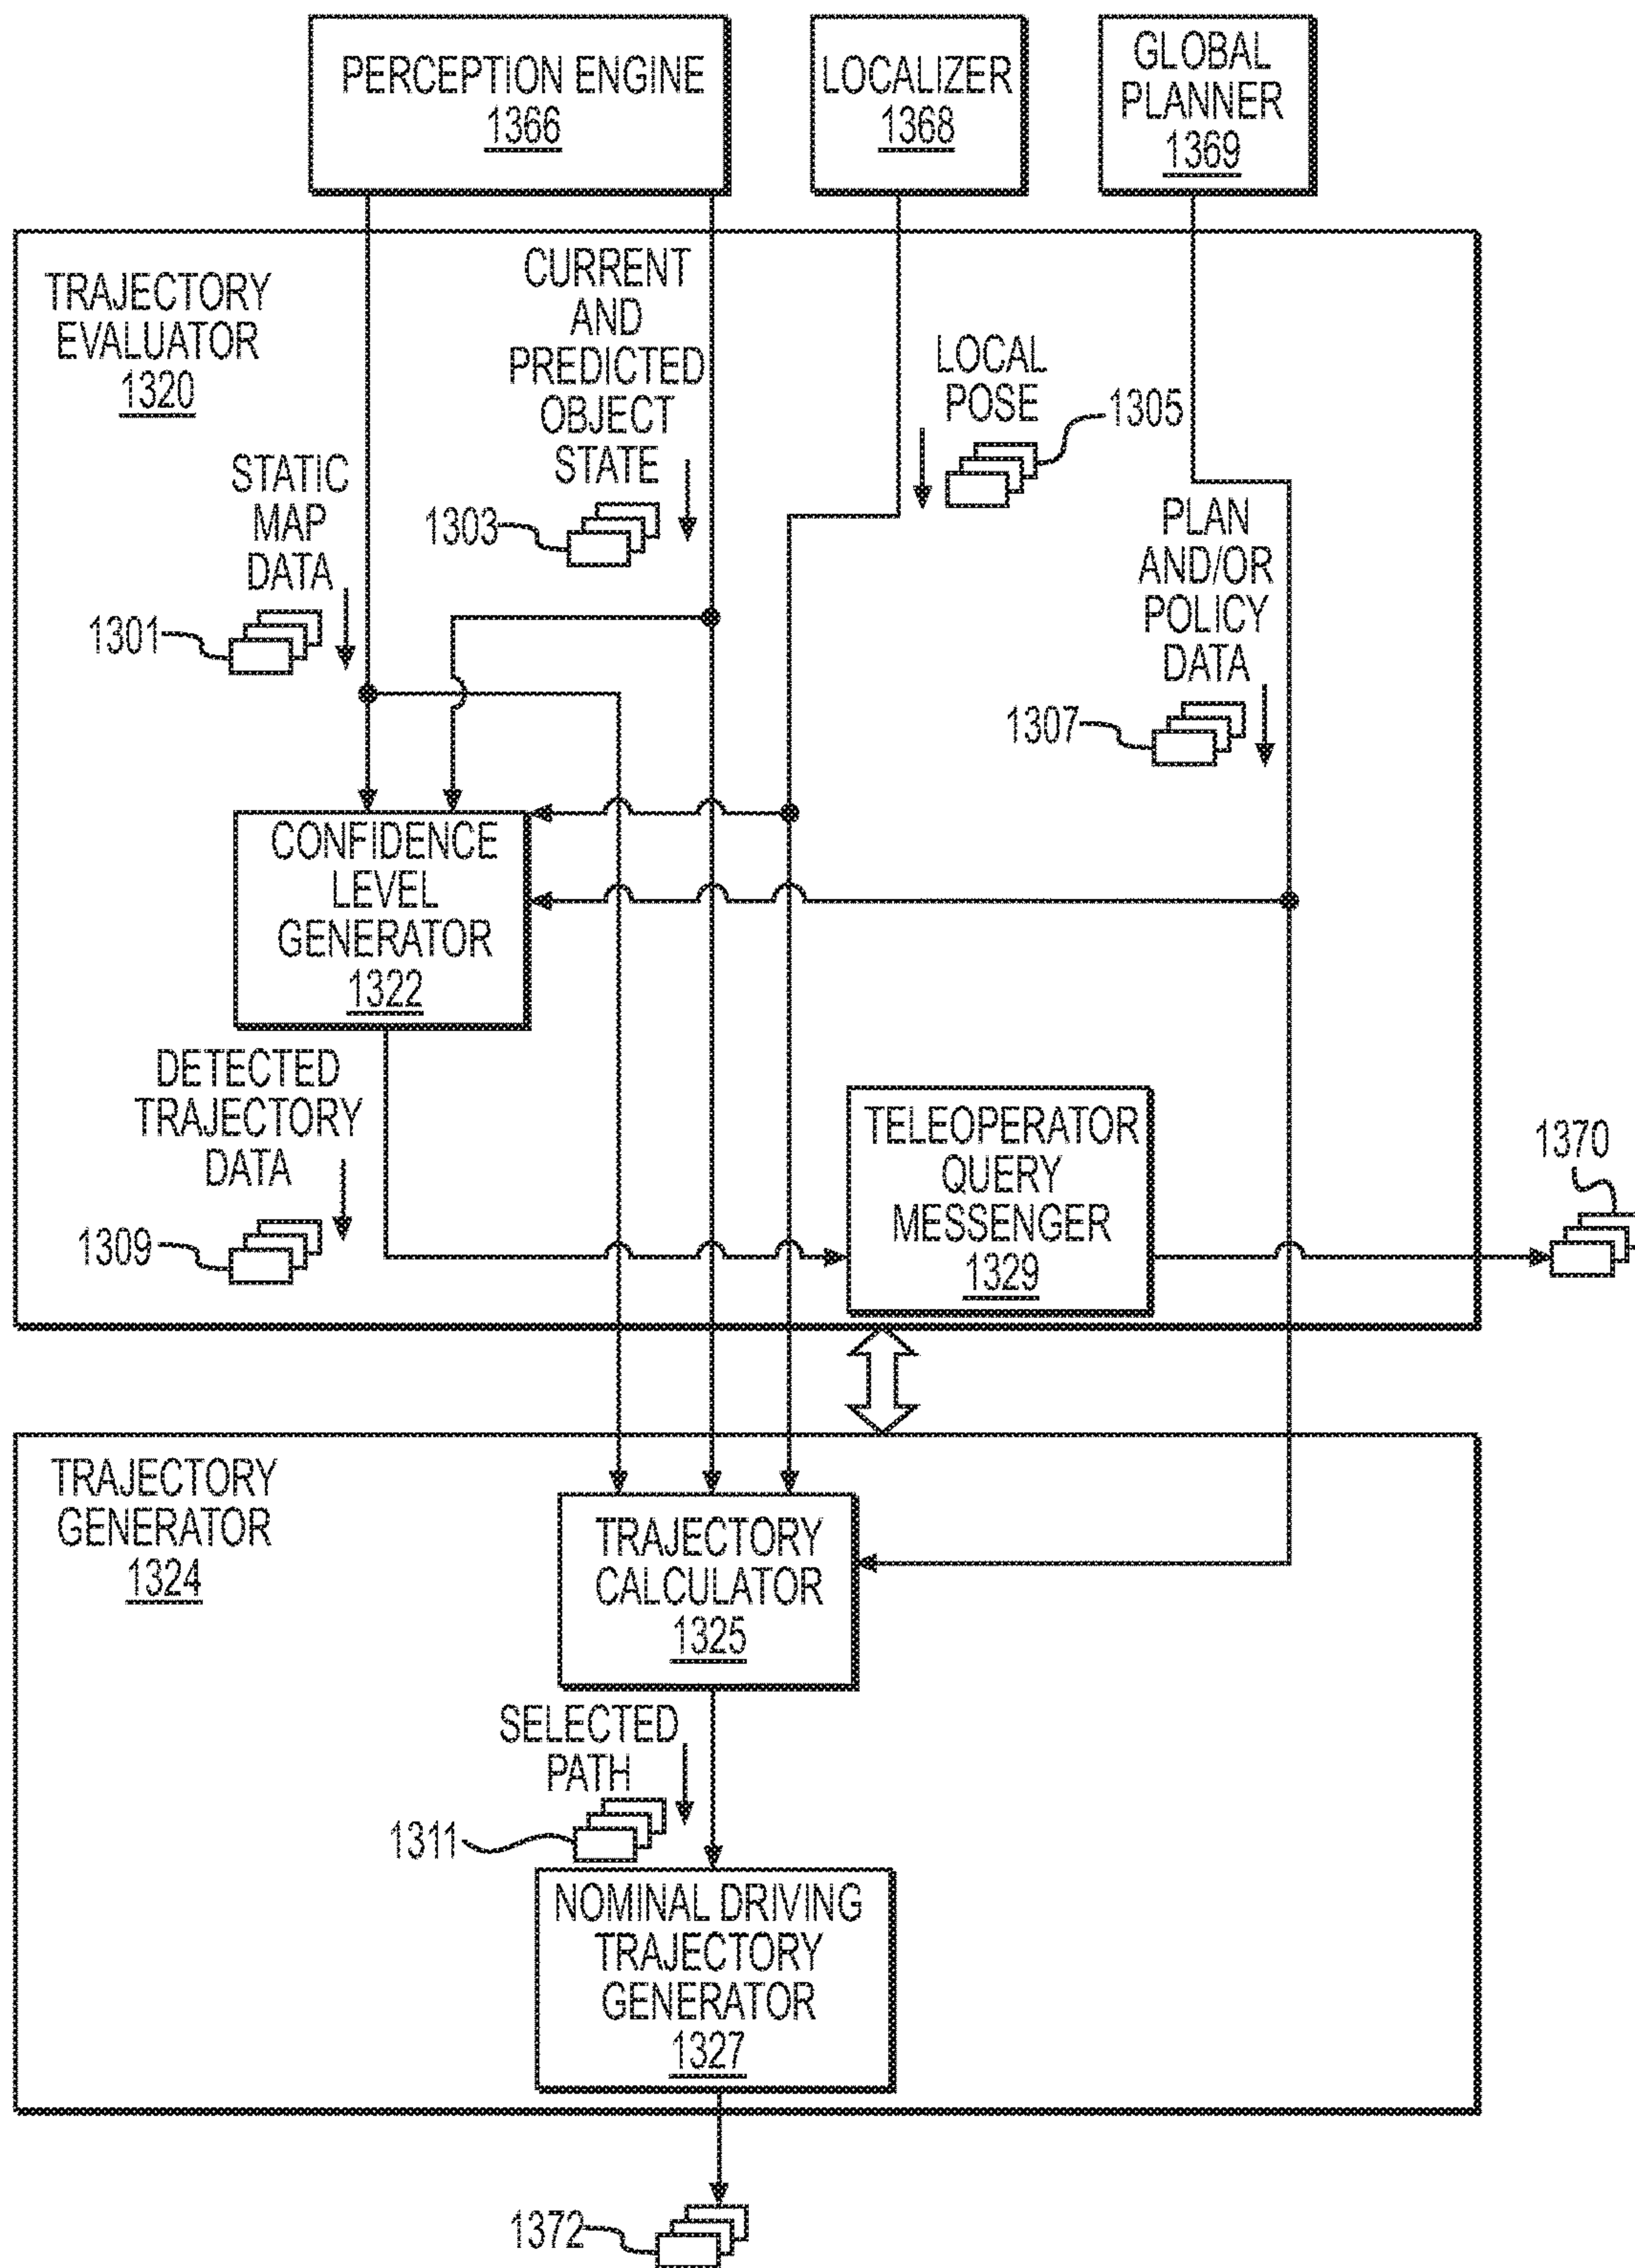 PERCEPTION ENGINE
1366
LOCALIZER
1368
GLOBAL
PLANNER
1369
TRAJECTORY
EVALUATOR
1320
CURRENT
AND
PREDICTED
OBJECT
STATE
1303
LOCAL
POSE
1305
STATIC
MAP
DATA
1301
PLAN
AND/OR
POLICY
DATA
1307
CONFIDENCE
LEVEL
GENERATOR
1322
DETECTED
TRAJECTORY
DATA
1309
TELEOPERATOR
QUERY
MESSENGER
1329
1370
TRAJECTORY
GENERATOR
1324
TRAJECTORY
CALCULATOR
1325
SELECTED
PATH
1311
NOMINAL DRIVING
TRAJECTORY
GENERATOR
1327
1372